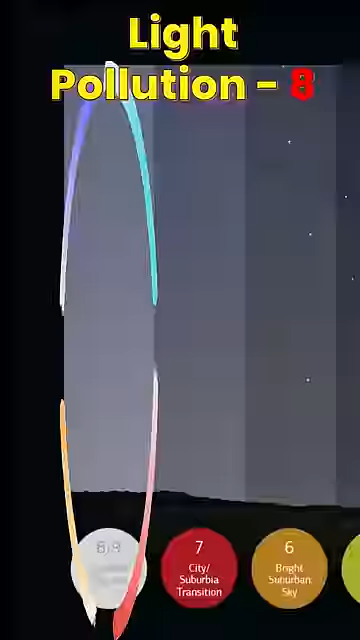 Light
Pollution - 8
8/9
7
City/
Suburbia
Transition
6
Bright
Suburban
Sky